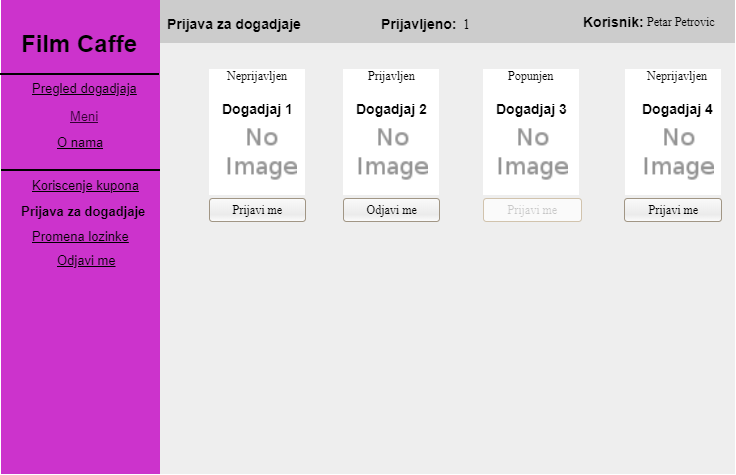 Film Caffe
Pregled dogadjaja
Meni
O nama
Koriscenje kupona
Prijava za dogadjaje
Promena lozinke
Odjavi me
Prijava za dogadjaje Prijavljeno: 1 Korisnik: Petar Petrovic
Neprijavljen Prijavljen Popunjen Neprijavljen
Dogadjaj 1 Dogadjaj 2 Dogadjaj 3 Dogadjaj 4
No No No No
Image Image Image Image
Prijavi me Odjavi me Prijavi me Prijavi me